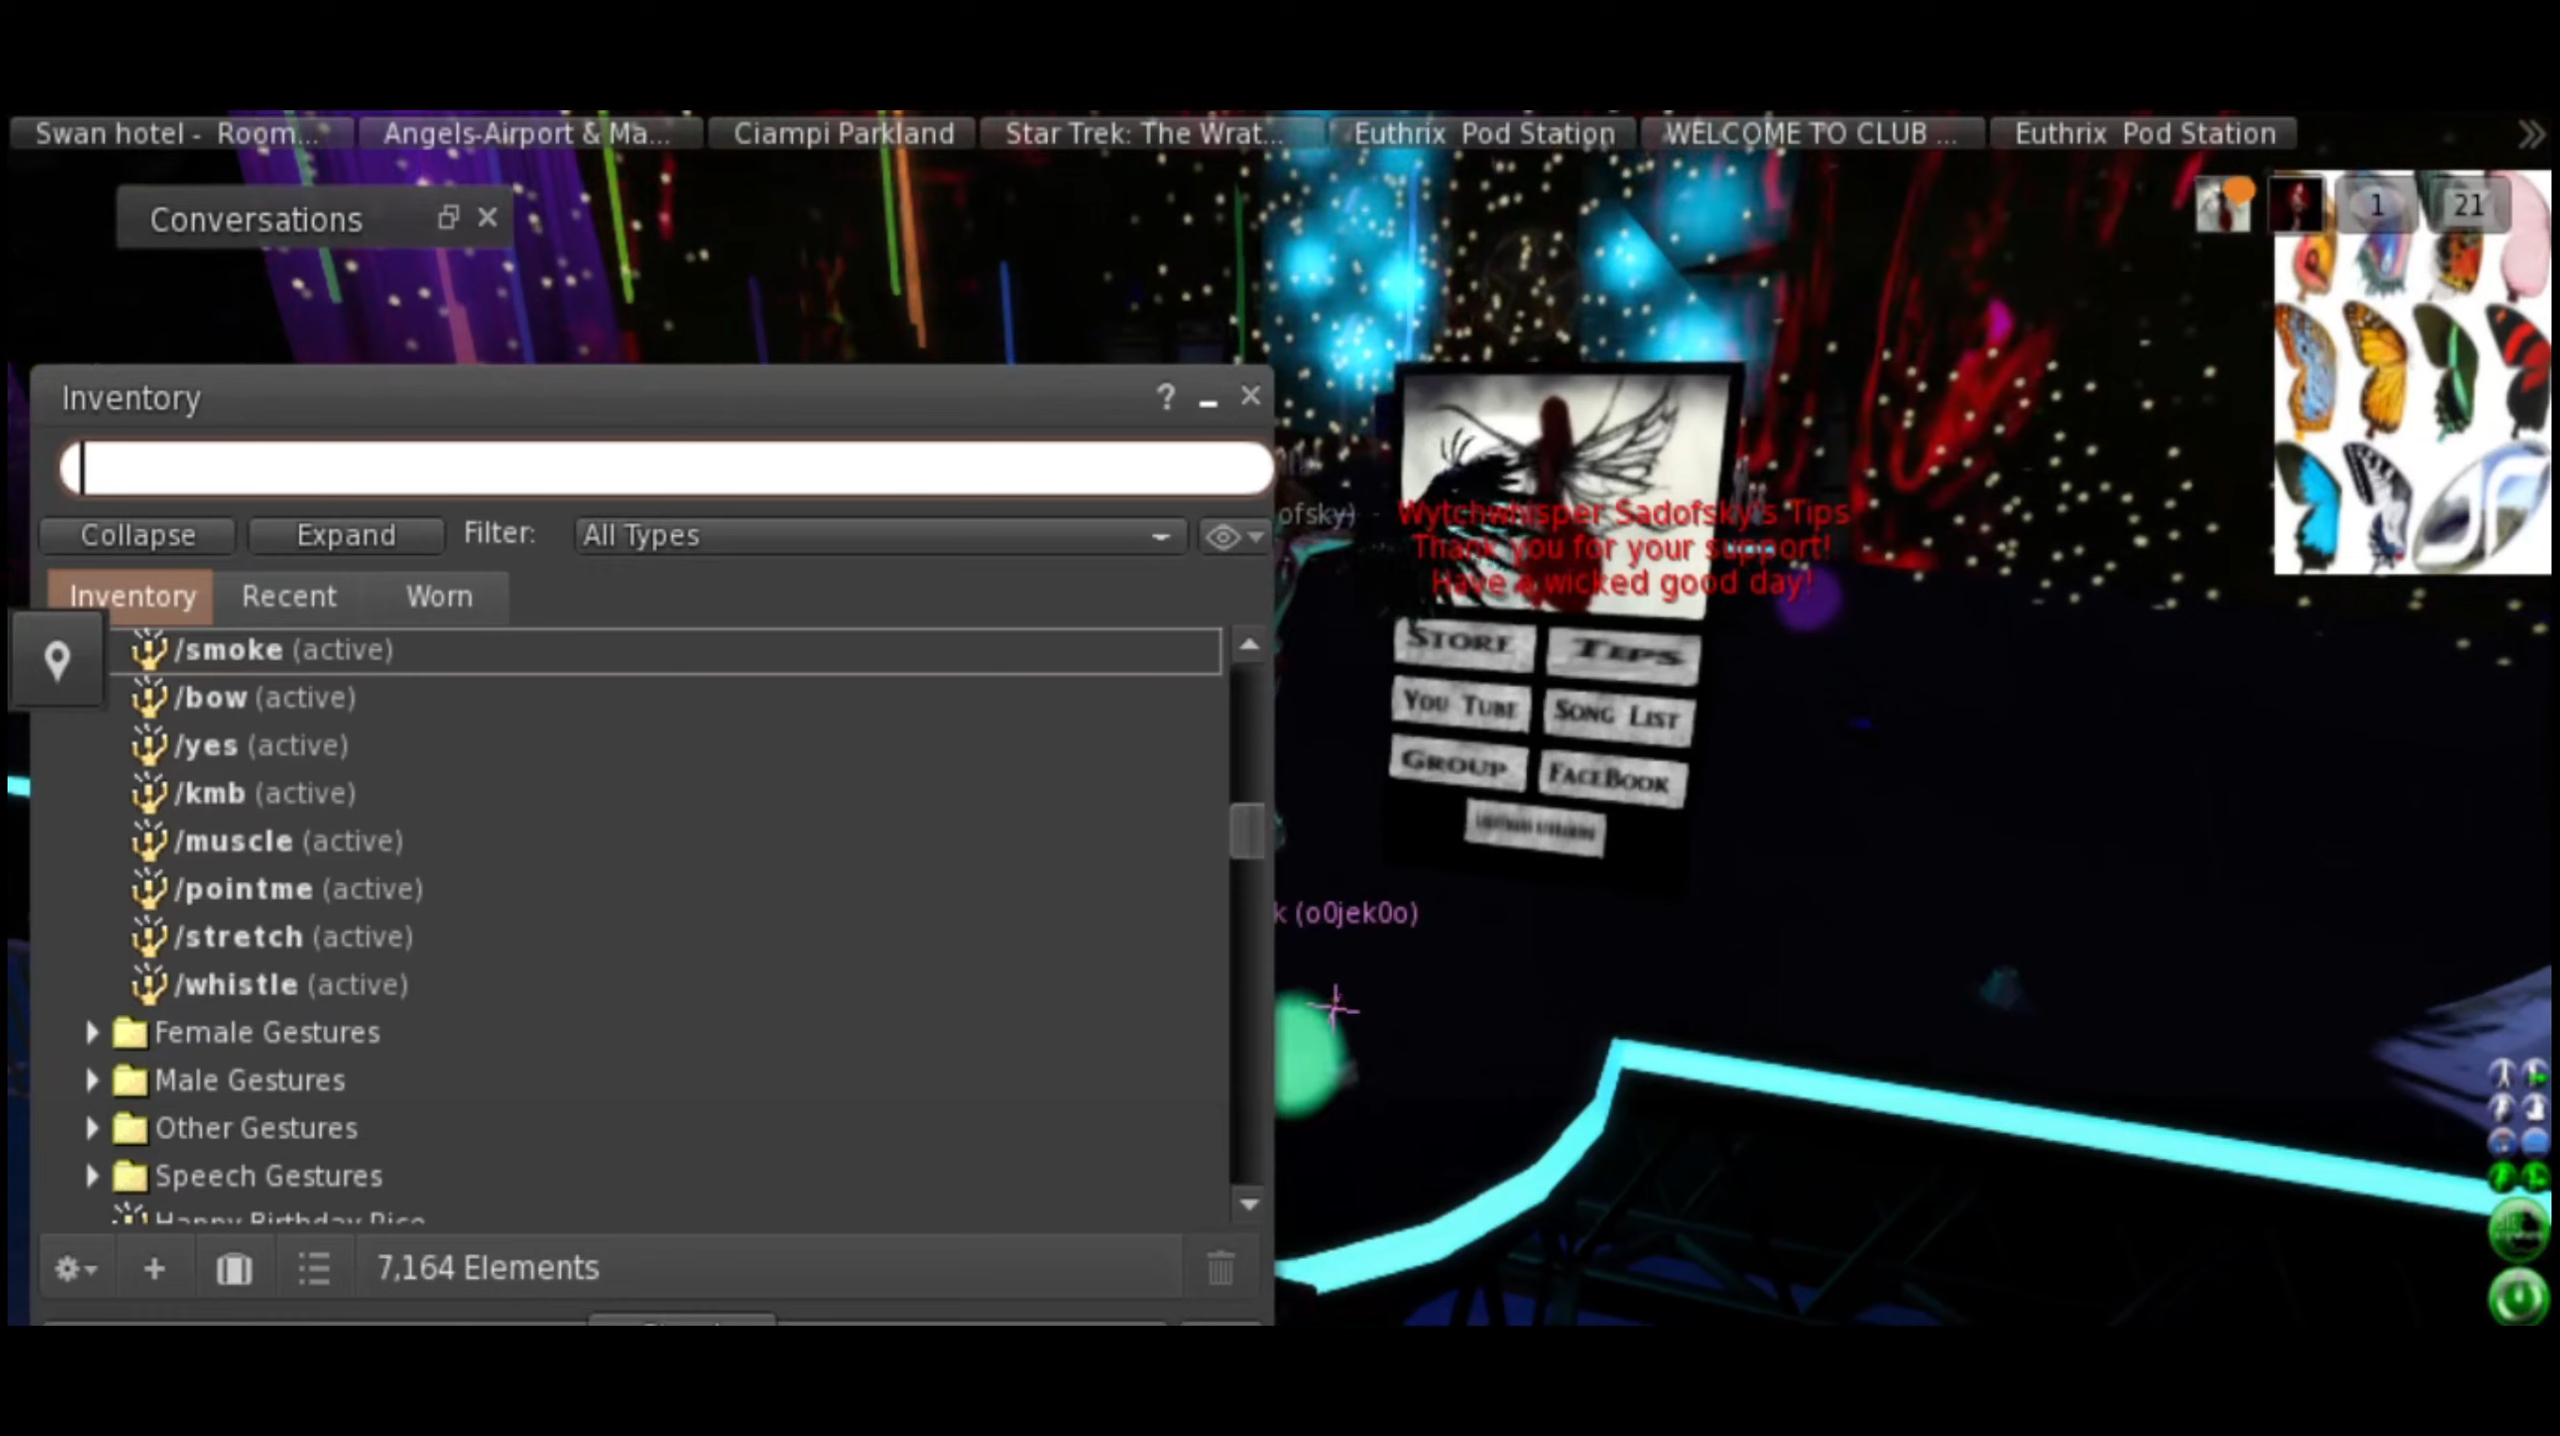 Swan hotel - Room...
Angels-Airport & Ma...
Ciampi Parkland
Star Trek: The Wrat...
Euthrix Pod Station
WELCOME TO CLUB ...
Euthrix Pod Station
1
21
Conversations
Inventory
Collapse
Expand
Filter:
All Types
Inventory
Recent
Worn
/smoke (active)
/bow (active)
/yes (active)
/kmb (active)
/muscle (active)
/pointme (active)
/stretch (active)
/whistle (active)
Female Gestures
Male Gestures
Other Gestures
Speech Gestures
Happy Birthday
7,164 Elements
ofsky)
Wytchwhisper Sadofsky's Tips
Thank you for your support!
Have a wicked good day!
STORE
TIPS
YOU TUBE
SONG LIST
GROUP
FACEBOOK
k (o0jek0o)